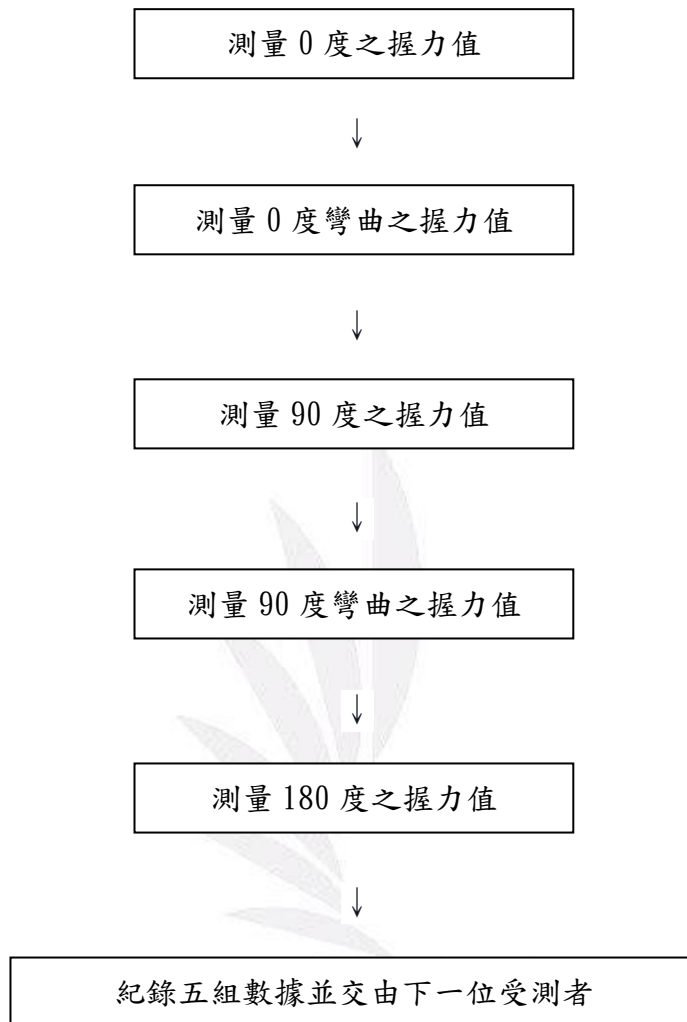 測量 0 度之握力值
↓
測量 0 度彎曲之握力值
↓
測量 90 度之握力值
↓
測量 90 度彎曲之握力值
↓
測量 180 度之握力值
↓
紀錄五組數據並交由下一位受測者